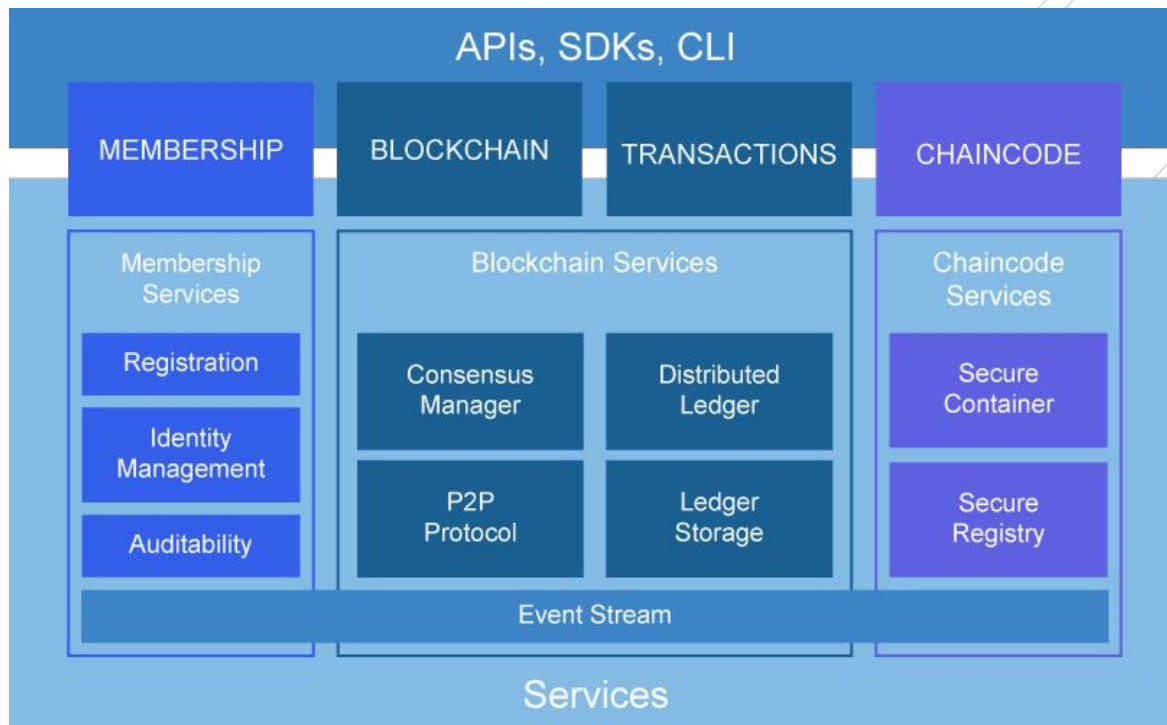 APIs, SDKs, CLI
MEMBERSHIP
BLOCKCHAIN
TRANSACTIONS
CHAINCODE
Membership
Services
Registration
Identity
Management
Auditability
Blockchain Services
Consensus
Manager
Distributed
Ledger
P2P
Protocol
Ledger
Storage
Chaincode
Services
Secure
Container
Secure
Registry
Event Stream
Services